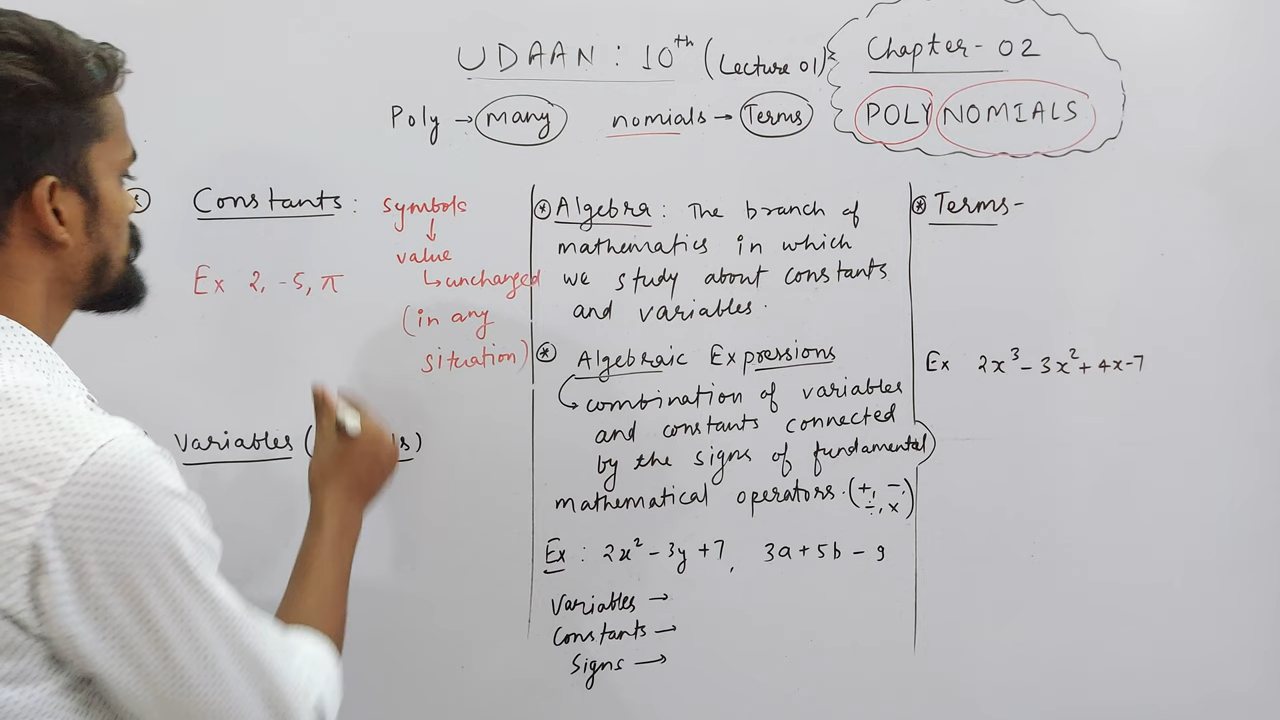 UDAAN : 10th (Lecture 01)
Chapter - 02
POLYNOMIALS
Poly → many nomials → Terms
Constants : symbols
↓
value
↳ unchanged
(in any
situation)
Ex 2, -5, π
Variables
⊛ Algebra : The branch of
mathematics in which
we study about constants
and variables.
⊛ Algebraic Expressions
↳ combination of variables
and constants connected
by the signs of fundamental
mathematical operators. (+, -, ÷, ×)
Ex : 2x² - 3y + 7, 3a + 5b - 9
Variables →
Constants →
Signs →
⊛ Terms -
Ex 2x³ - 3x² + 4x - 7